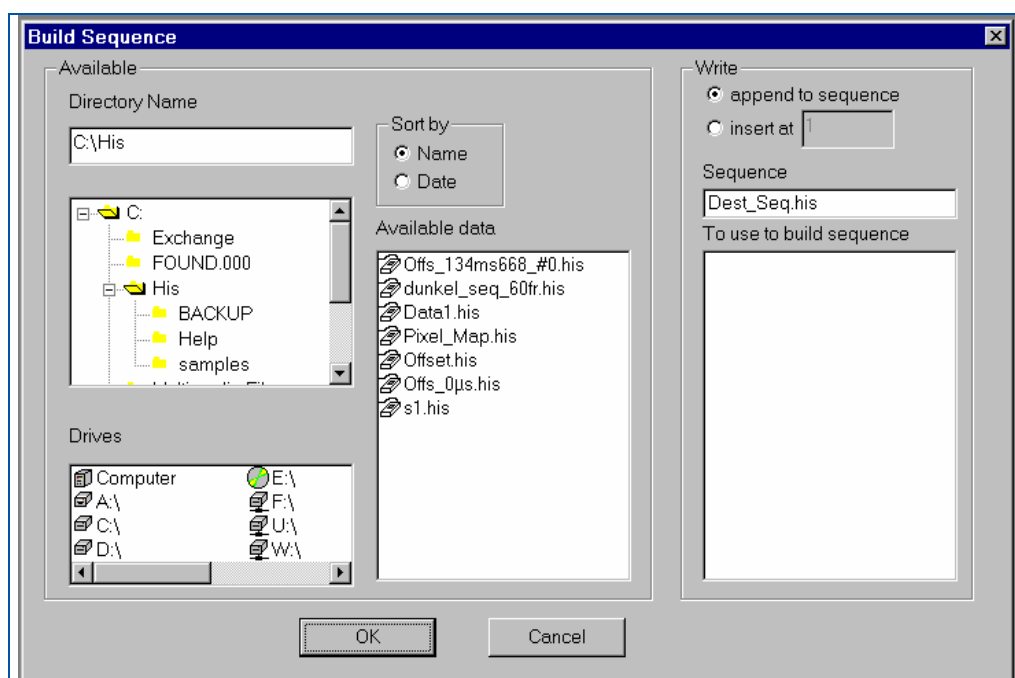 Build Sequence
Available
Directory Name
C:\His
C:
Exchange
FOUND.000
His
BACKUP
Help
samples
Drives
Computer
A:\
C:\
D:\
E:\
F:\
U:\
W:\
Sort by
Name
Date
Available data
Offs_134ms668_#0.his
dunkel_seq_60fr.his
Data1.his
Pixel_Map.his
Offset.his
Offs_0µs.his
s1.his
Write
append to sequence
insert at 1
Sequence
Dest_Seq.his
To use to build sequence
OK
Cancel